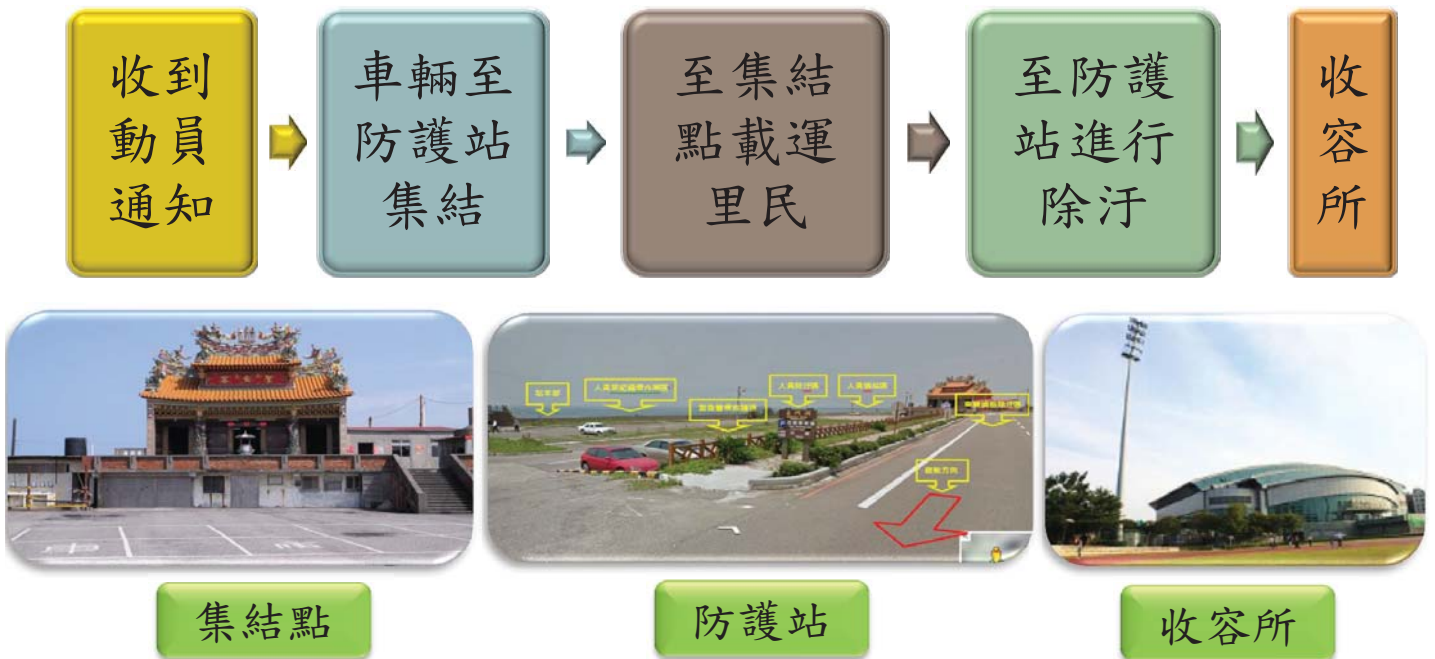 收到
動員
通知
車輛至
防護站
集結
至集結
點載運
里民
至防護
站進行
除汙
收
容
所
集結點
防護站
收容所